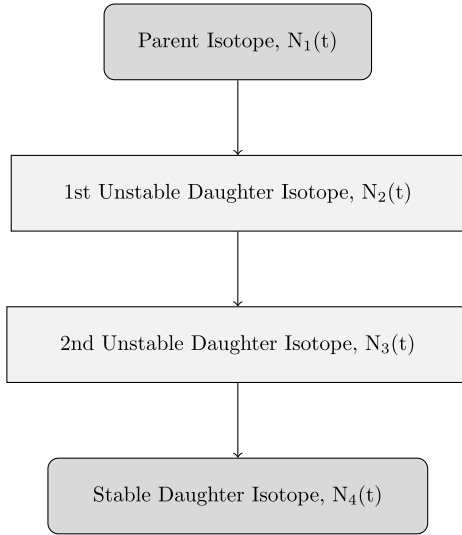 Parent Isotope, N₁(t)
1st Unstable Daughter Isotope, N₂(t)
2nd Unstable Daughter Isotope, N₃(t)
Stable Daughter Isotope, N₄(t)